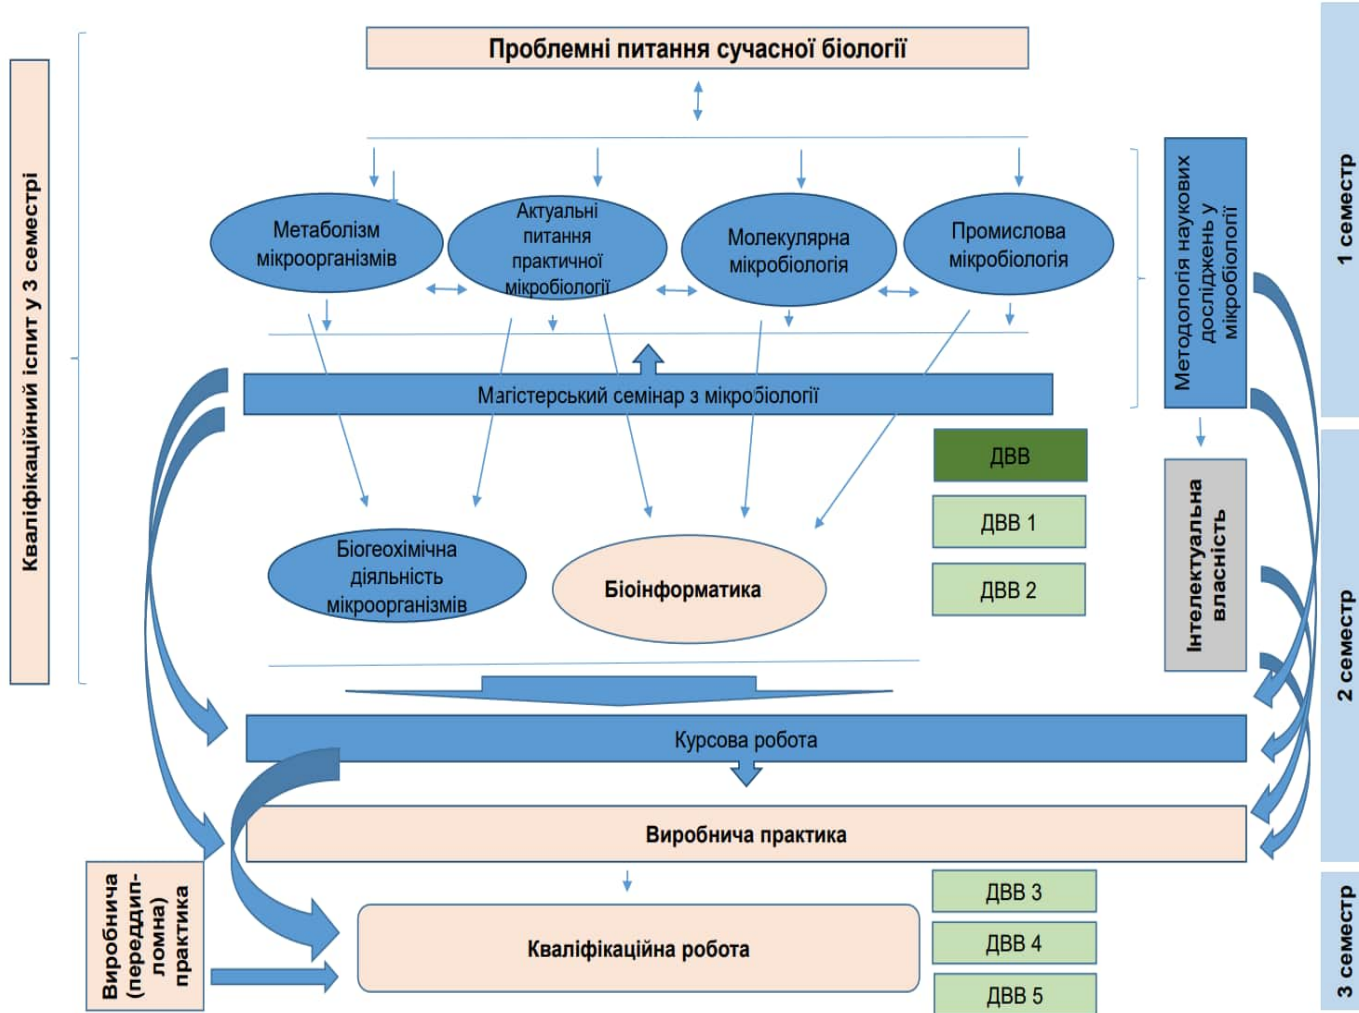 Проблемні питання сучасної біології
Кваліфікаційний іспит у 3 семестрі
Метаболізм
мікроорганізмів
Актуальні
питання
практичної
мікробіології
Молекулярна
мікробіологія
Промислова
мікробіологія
Методологія наукових
досліджень у
мікробіології
1 семестр
Магістерський семінар з мікробіології
ДВВ
ДВВ 1
ДВВ 2
Біогеохімічна
діяльність
мікроорганізмів
Біоінформатика
Інтелектуальна
власність
2 семестр
Курсова робота
Виробнича практика
Виробнича
(переддип-
ломна)
практика
Кваліфікаційна робота
ДВВ 3
ДВВ 4
ДВВ 5
3 семестр